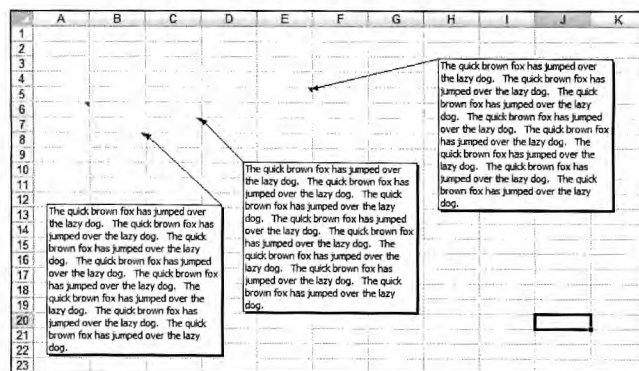 A B C D E F G H I J K
1
2
3
4
5
6
7
8
9
10
11
12
13
14
15
16
17
18
19
20
21
22
23
The quick brown fox has jumped over
the lazy dog. The quick brown fox has
jumped over the lazy dog. The quick
brown fox has jumped over the lazy
dog. The quick brown fox has jumped
over the lazy dog. The quick brown fox
has jumped over the lazy dog. The
quick brown fox has jumped over the
lazy dog. The quick brown fox has
jumped over the lazy dog. The quick
brown fox has jumped over the lazy
dog.
The quick brown fox has jumped over
the lazy dog. The quick brown fox has
jumped over the lazy dog. The quick
brown fox has jumped over the lazy
dog. The quick brown fox has jumped
over the lazy dog. The quick brown fox
has jumped over the lazy dog. The
quick brown fox has jumped over the
lazy dog. The quick brown fox has
jumped over the lazy dog. The quick
brown fox has jumped over the lazy
dog.
The quick brown fox has jumped over
the lazy dog. The quick brown fox has
jumped over the lazy dog. The quick
brown fox has jumped over the lazy
dog. The quick brown fox has jumped
over the lazy dog. The quick brown fox
has jumped over the lazy dog. The
quick brown fox has jumped over the
lazy dog. The quick brown fox has
jumped over the lazy dog. The quick
brown fox has jumped over the lazy
dog.